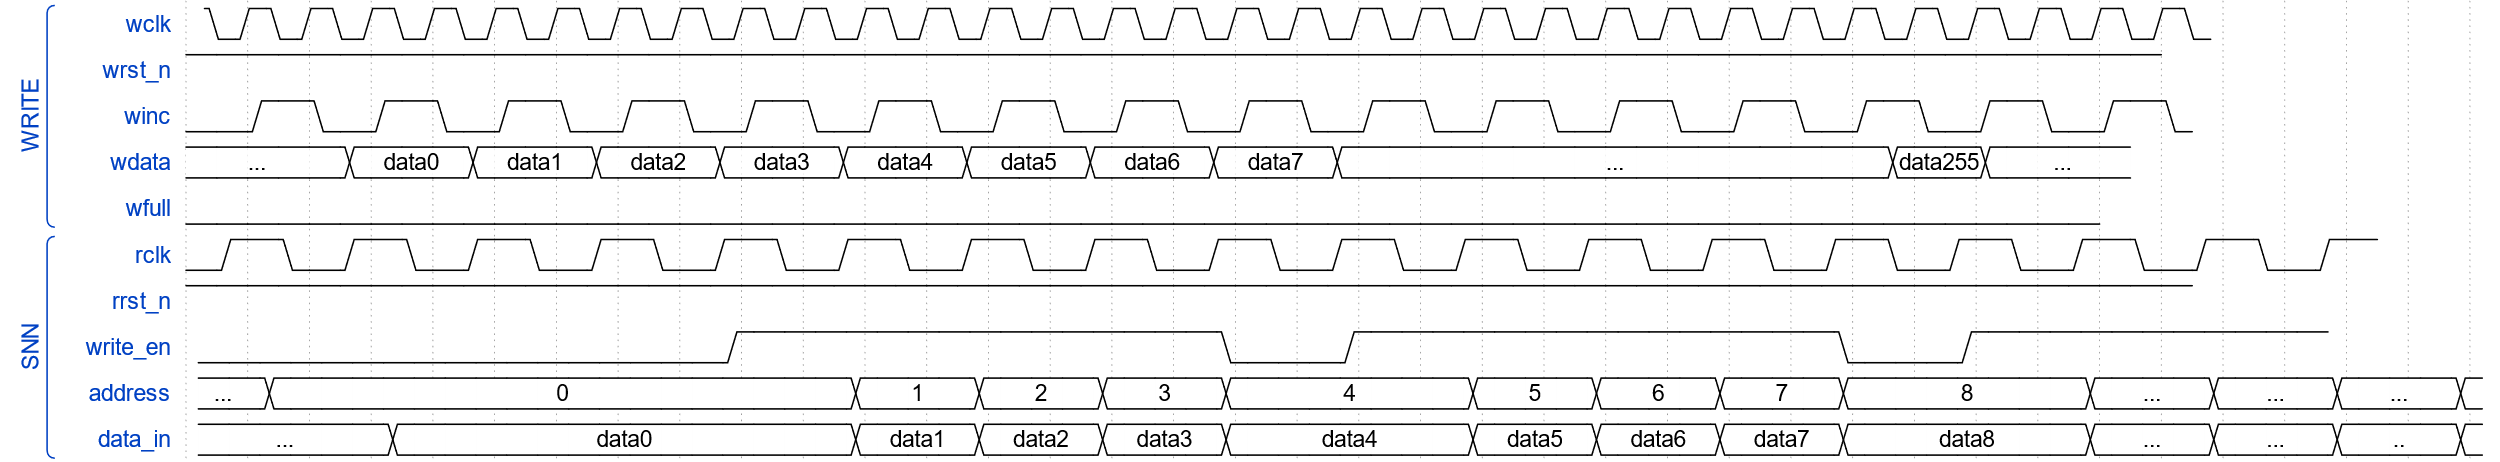 WRITE
wclk
wrst_n
winc
wdata ... data0 data1 data2 data3 data4 data5 data6 data7 ... data255 ...
wfull
SNN
rclk
rrst_n
write_en
address ... 0 1 2 3 4 5 6 7 8 ... ... ...
data_in ... data0 data1 data2 data3 data4 data5 data6 data7 data8 ... ... ..